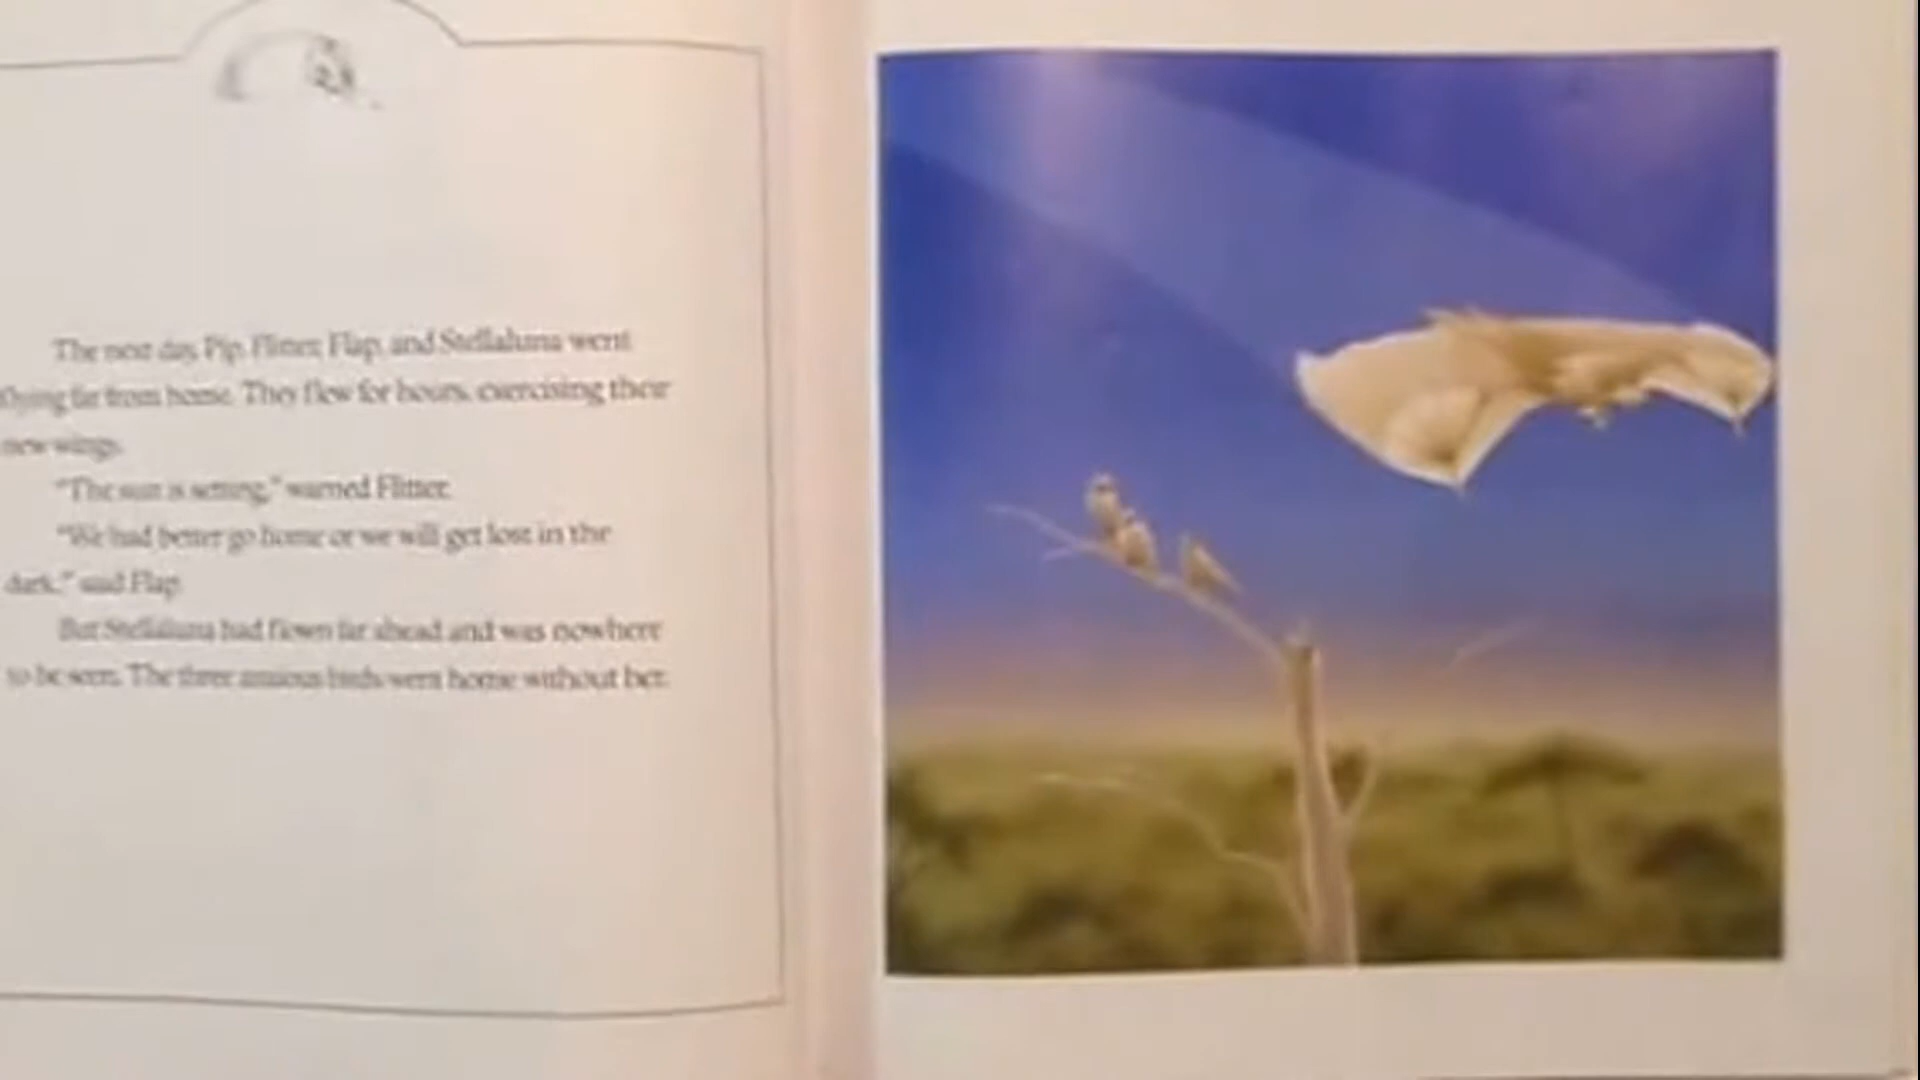 The next day, Pip, Flitter, Flap, and Stellaluna went
flying far from home. They flew for hours, exercising their
new wings.
"The sun is setting," warned Flitter.
"We had better go home or we will get lost in the
dark," said Flap.
But Stellaluna had flown far ahead and was nowhere
to be seen. The three anxious birds went home without her.